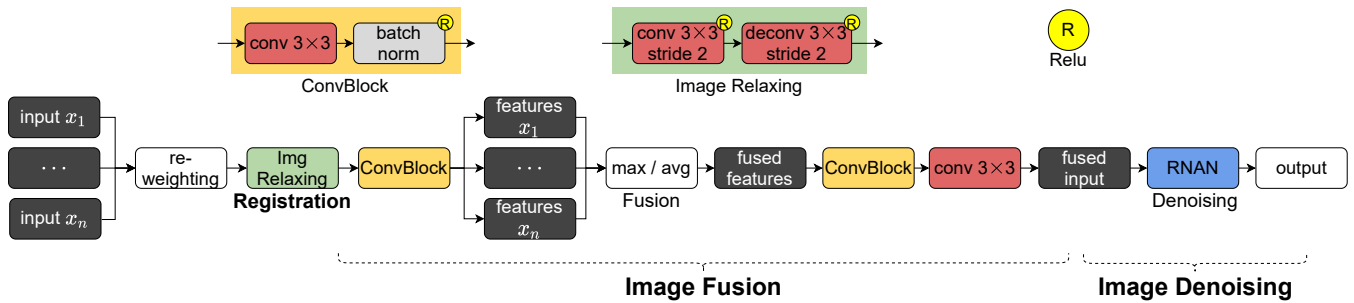 conv 3×3
batch
norm
R
ConvBlock
conv 3×3
stride 2
R
deconv 3×3
stride 2
R
Image Relaxing
R
Relu
input x₁
···
input xₙ
re-
weighting
Img
Relaxing
Registration
ConvBlock
features
x₁
···
features
xₙ
max / avg
Fusion
fused
features
ConvBlock
conv 3×3
fused
input
RNAN
Denoising
output
Image Fusion
Image Denoising